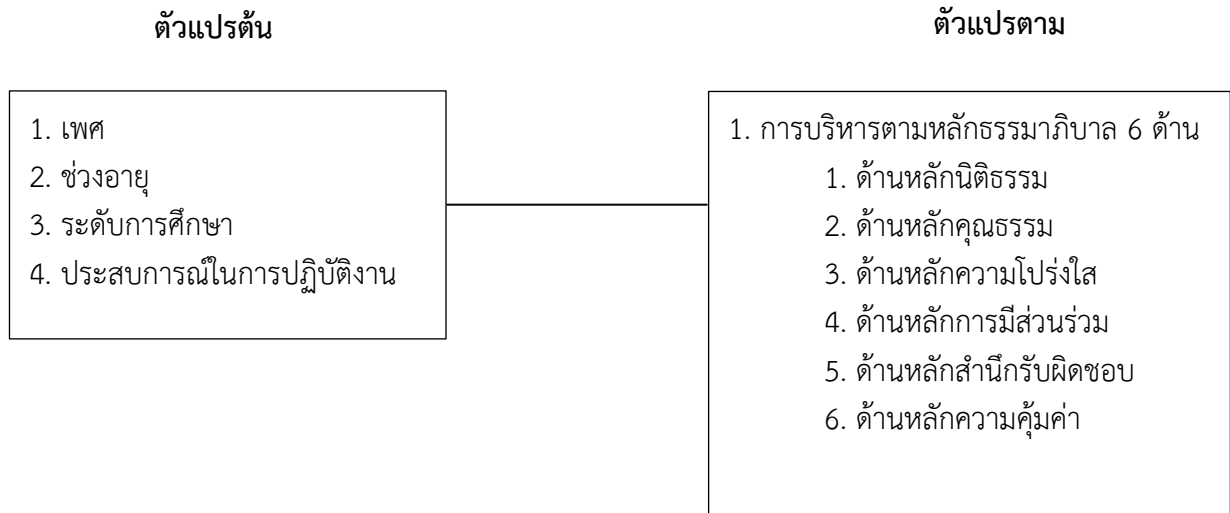 ตัวแปรต้น
ตัวแปรตาม
1. เพศ
2. ช่วงอายุ
3. ระดับการศึกษา
4. ประสบการณ์ในการปฏิบัติงาน
1. การบริหารตามหลักธรรมาภิบาล 6 ด้าน
1. ด้านหลักนิติธรรม
2. ด้านหลักคุณธรรม
3. ด้านหลักความโปร่งใส
4. ด้านหลักการมีส่วนร่วม
5. ด้านหลักสำนึกรับผิดชอบ
6. ด้านหลักความคุ้มค่า